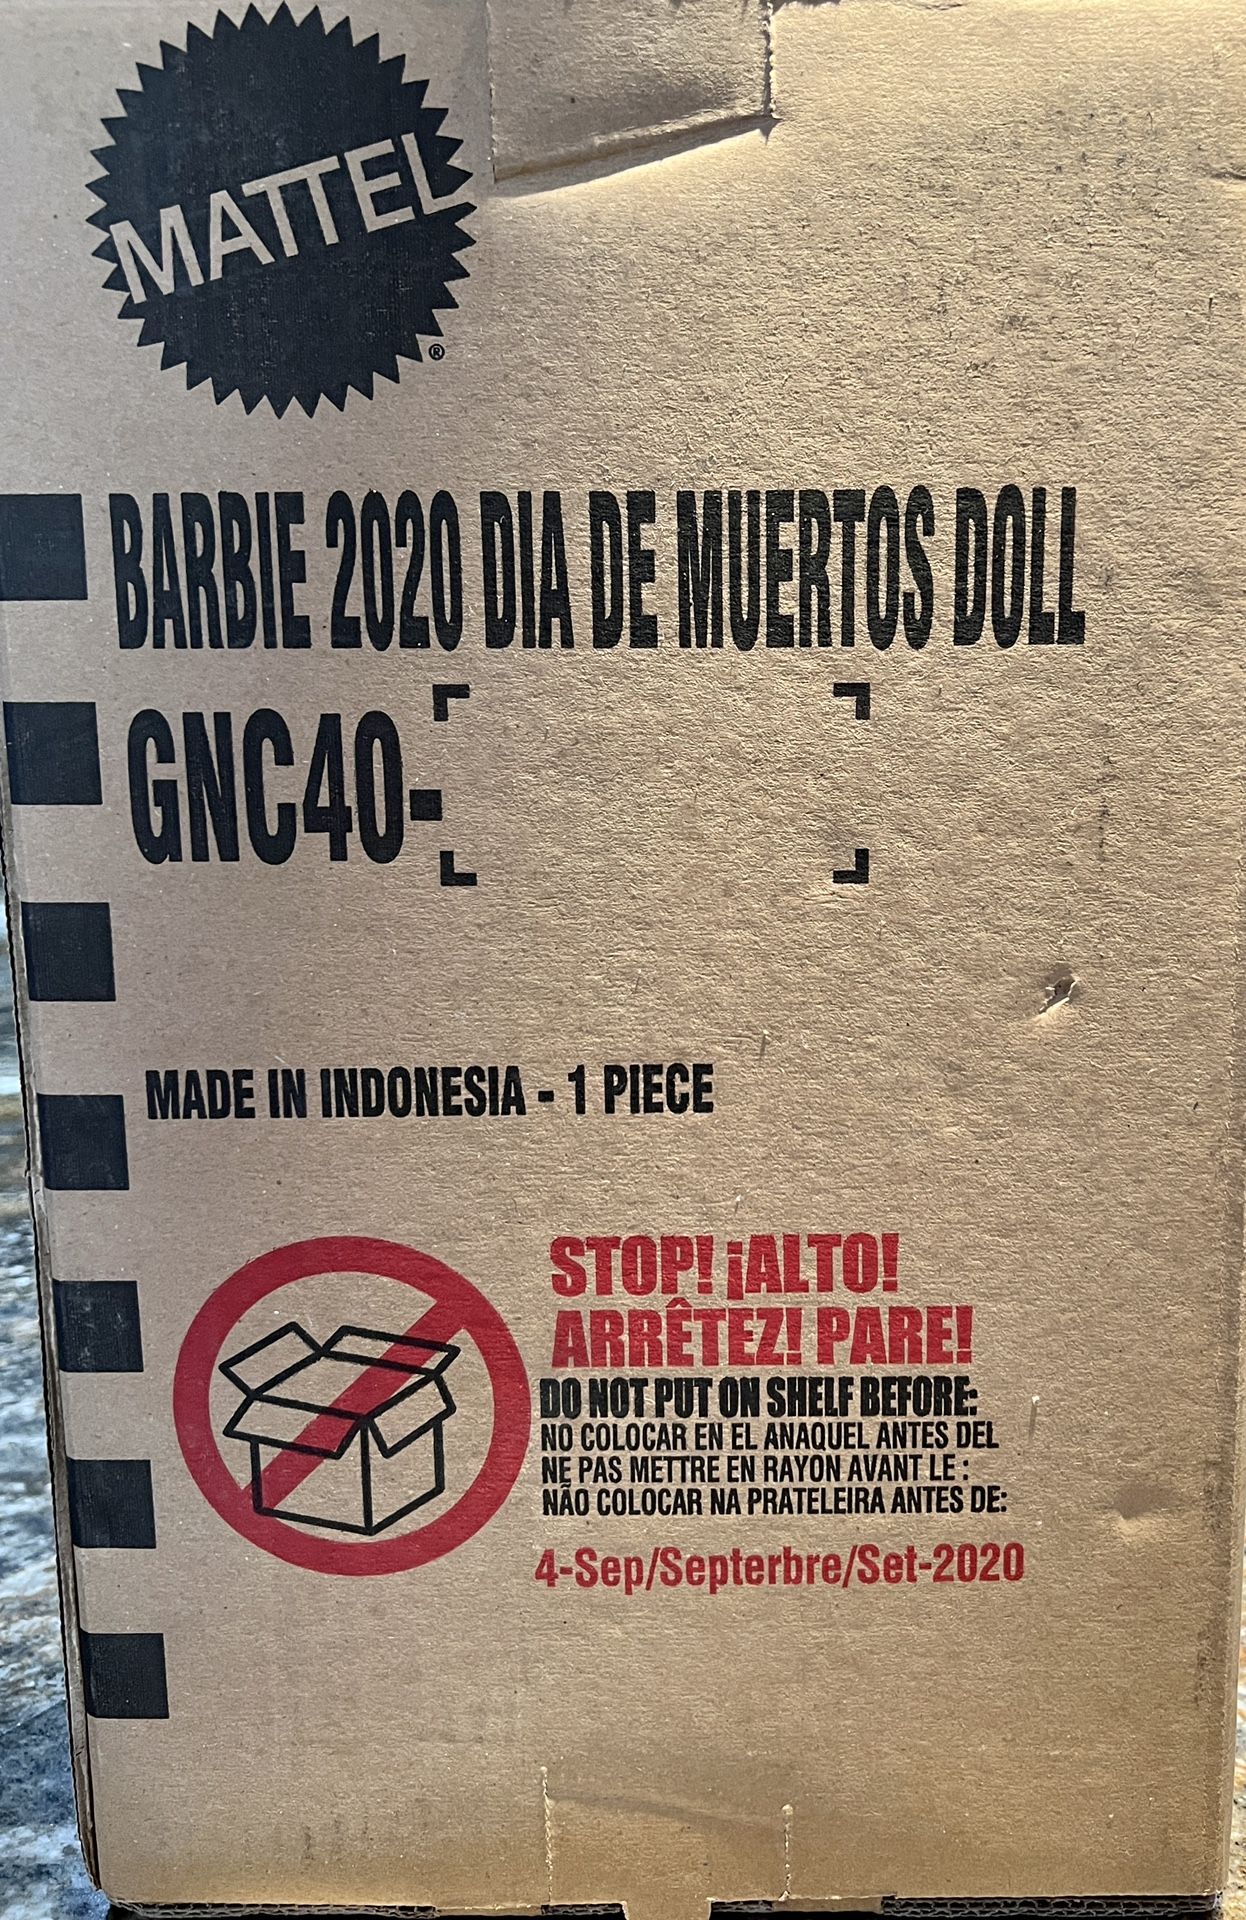 MATTEL
®
BARBIE 2020 DIA DE MUERTOS DOLL
GNC40-
MADE IN INDONESIA - 1 PIECE
STOP! ¡ALTO!
ARRÊTEZ! PARE!
DO NOT PUT ON SHELF BEFORE:
NO COLOCAR EN EL ANAQUEL ANTES DEL
NE PAS METTRE EN RAYON AVANT LE :
NÃO COLOCAR NA PRATELEIRA ANTES DE:
4-Sep/Septerbre/Set-2020